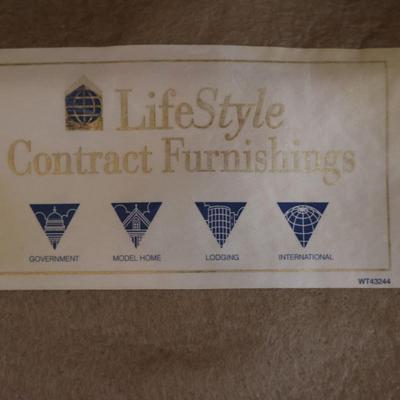 LifeStyle
Contract Furnishings
GOVERNMENT MODEL HOME LODGING INTERNATIONAL
WT43244